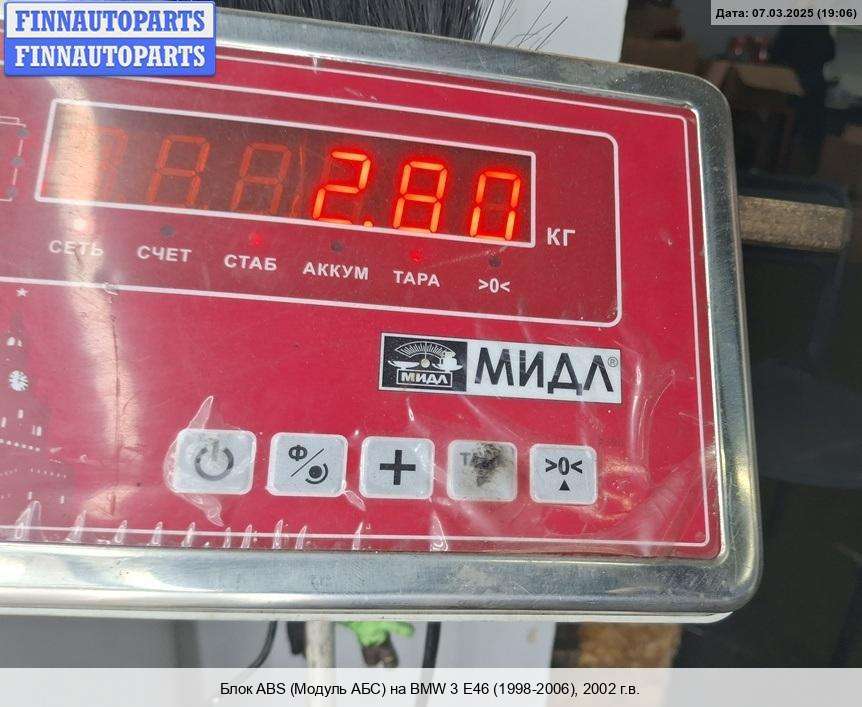 FINNAUTOPARTS
FINNAUTOPARTS
Дата: 07.03.2025 (19:06)
2.80
КГ
СЕТЬ СЧЕТ СТАБ АККУМ ТАРА >0<
МИДЛ
МИДЛ®
Ф
+
>0<
Блок ABS (Модуль АБС) на BMW 3 E46 (1998-2006), 2002 г.в.